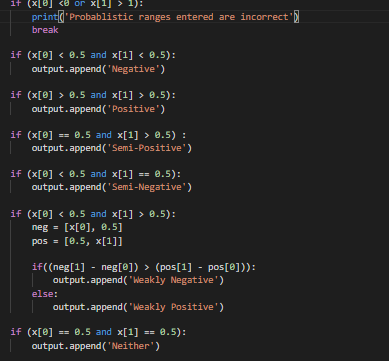 if (x[0] <0 or x[1] > 1):
    print('Probablistic ranges entered are incorrect')
    break
if (x[0] < 0.5 and x[1] < 0.5):
    output.append('Negative')
if (x[0] > 0.5 and x[1] > 0.5):
    output.append('Positive')
if (x[0] == 0.5 and x[1] > 0.5) :
    output.append('Semi-Positive')
if (x[0] < 0.5 and x[1] == 0.5):
    output.append('Semi-Negative')
if (x[0] < 0.5 and x[1] > 0.5):
    neg = [x[0], 0.5]
    pos = [0.5, x[1]]
    if((neg[1] - neg[0]) > (pos[1] - pos[0])):
        output.append('Weakly Negative')
    else:
        output.append('Weakly Positive')
if (x[0] == 0.5 and x[1] == 0.5):
    output.append('Neither')